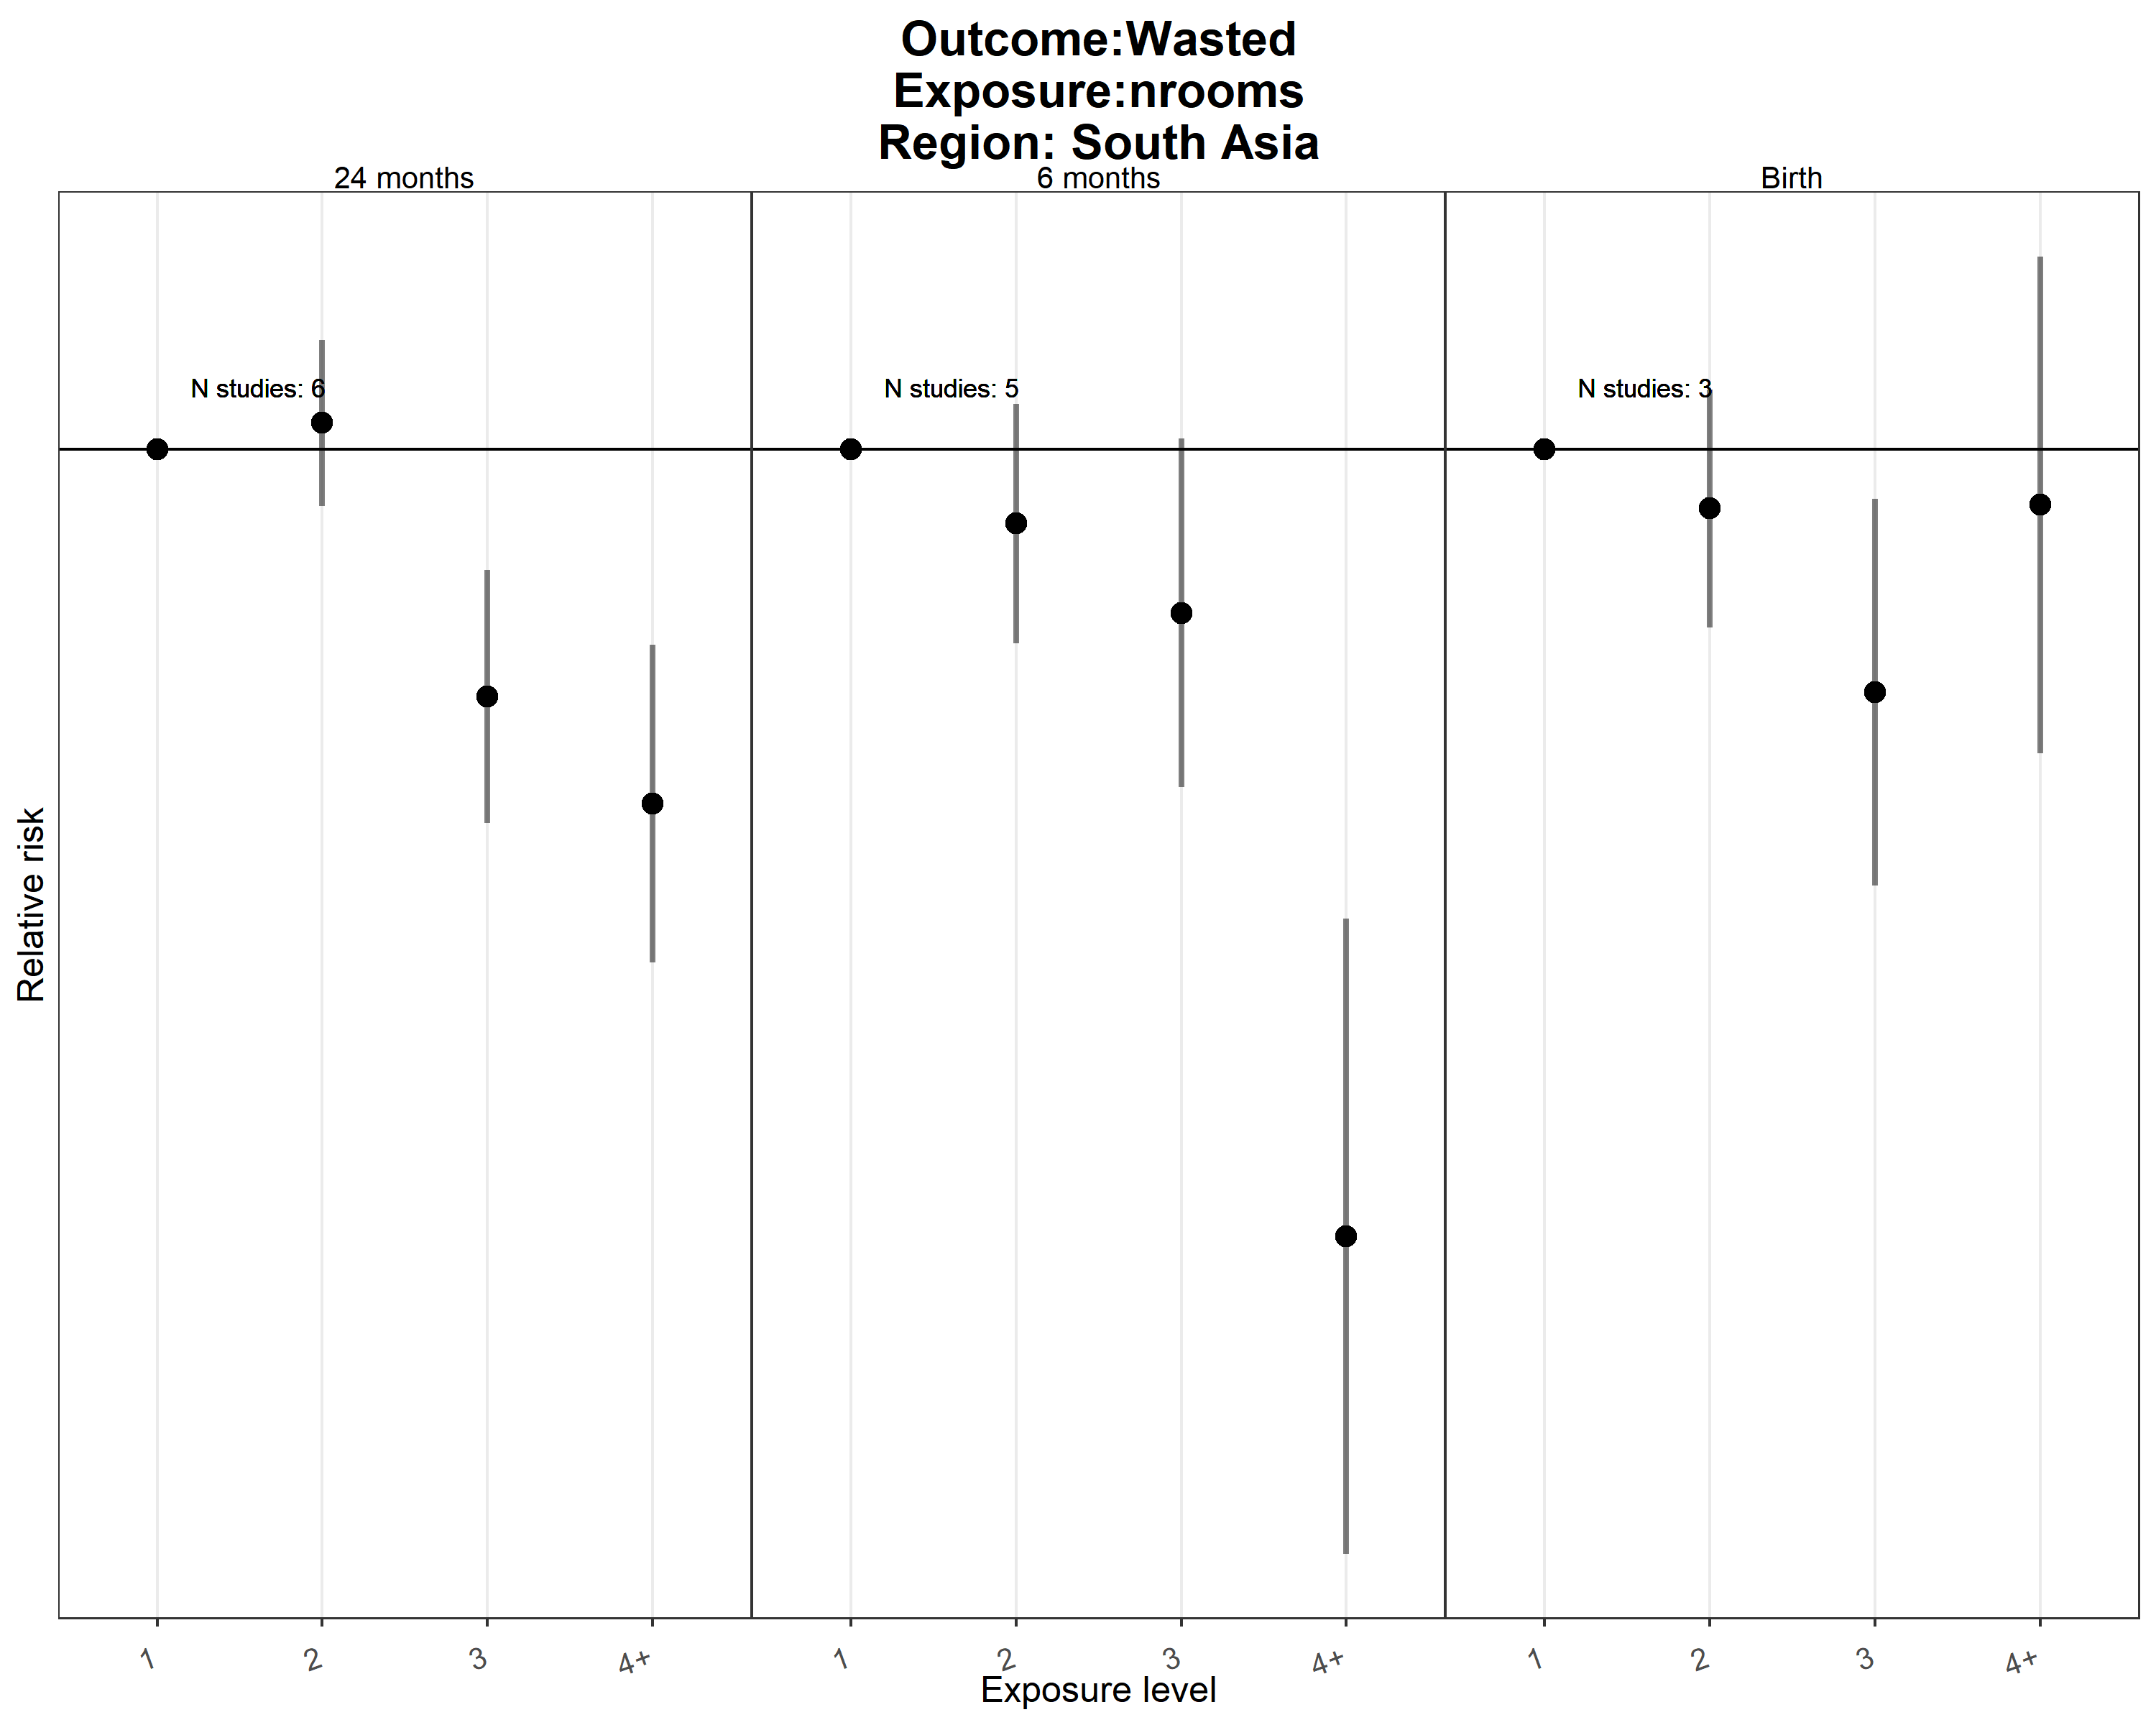 Outcome:Wasted
Exposure:nrooms
Region: South Asia
24 months
6 months
Birth
N studies: 6
N studies: 5
N studies: 3
Relative risk
1
2
3
4+
1
2
3
4+
1
2
3
4+
Exposure level